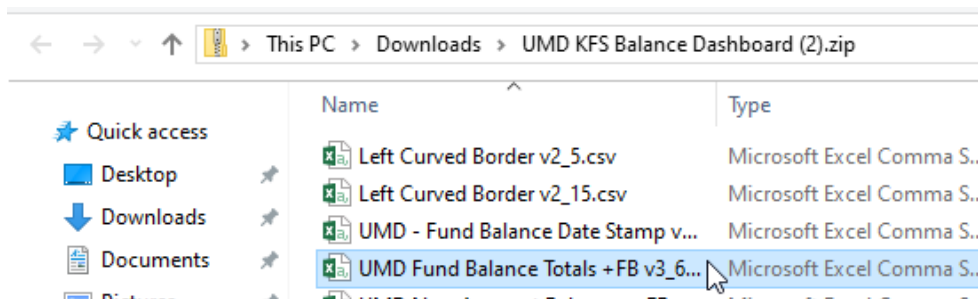 This PC > Downloads > UMD KFS Balance Dashboard (2).zip
Name Type
Quick access
Desktop
Downloads
Documents
Left Curved Border v2_5.csv Microsoft Excel Comma S...
Left Curved Border v2_15.csv Microsoft Excel Comma S...
UMD - Fund Balance Date Stamp v... Microsoft Excel Comma S...
UMD Fund Balance Totals +FB v3_6... Microsoft Excel Comma S...